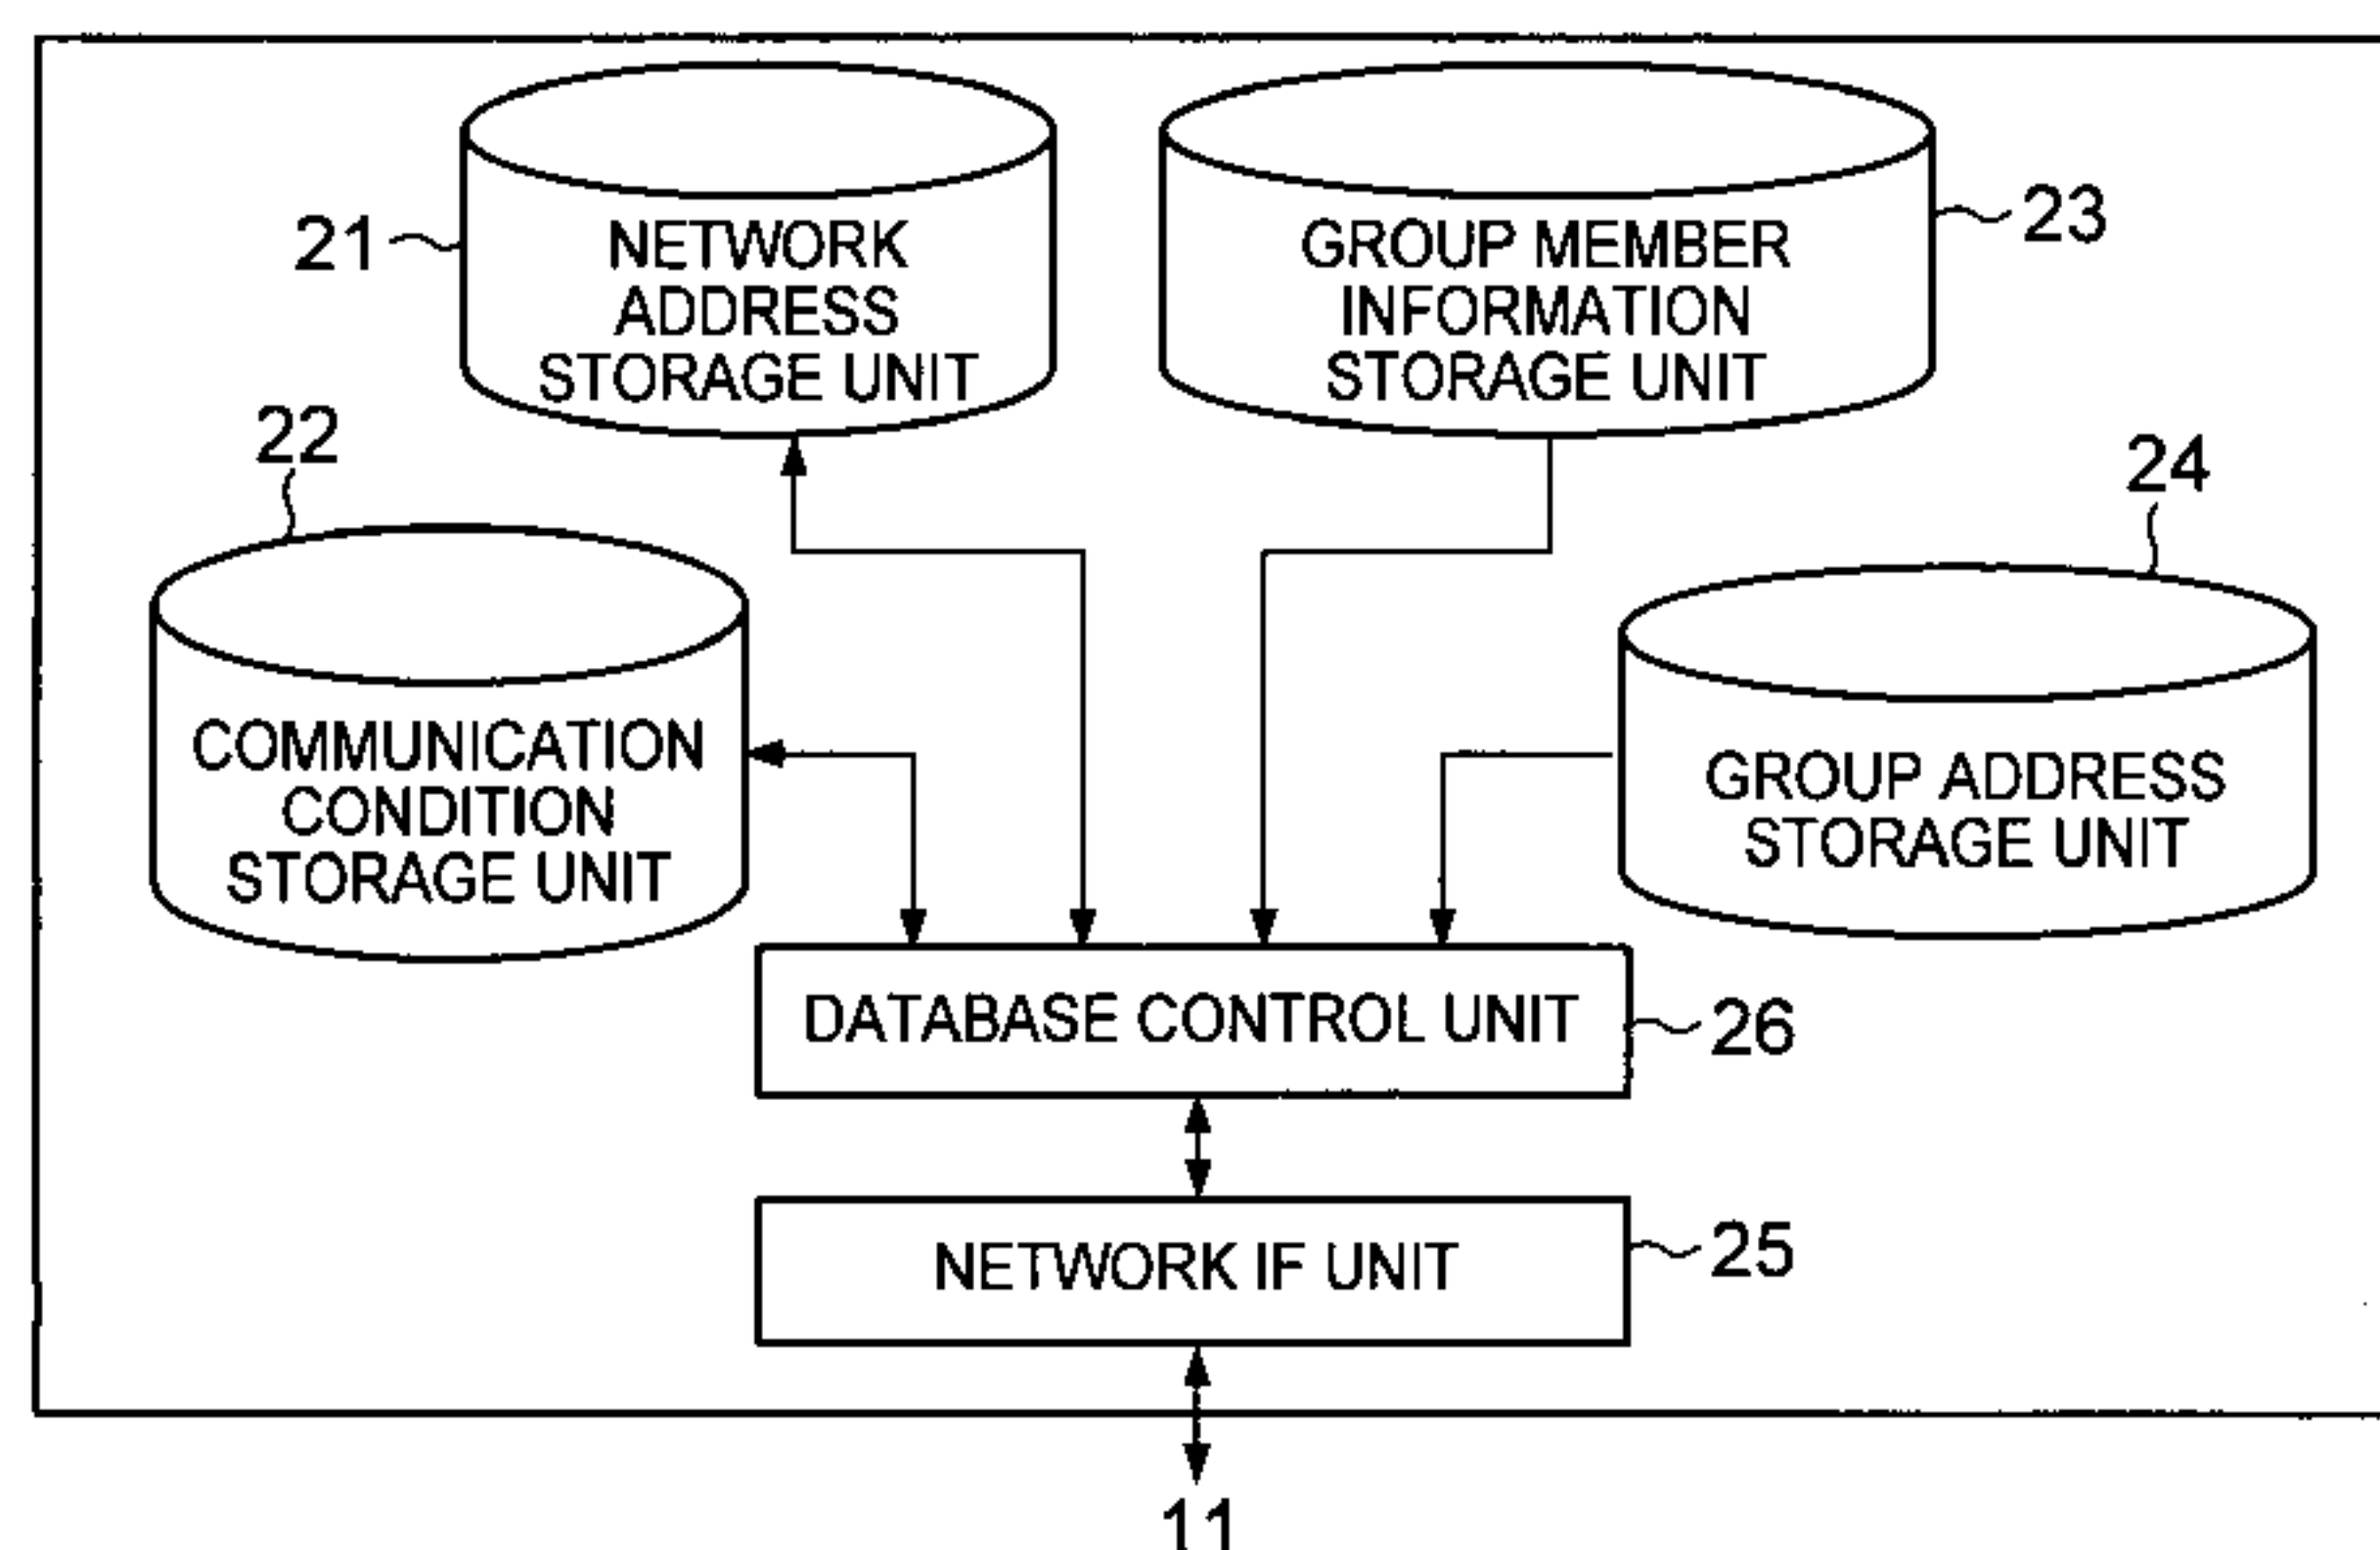 21
NETWORK
ADDRESS
STORAGE UNIT
GROUP MEMBER
INFORMATION
STORAGE UNIT
23
22
COMMUNICATION
CONDITION
STORAGE UNIT
24
GROUP ADDRESS
STORAGE UNIT
DATABASE CONTROL UNIT
26
NETWORK IF UNIT
25
11